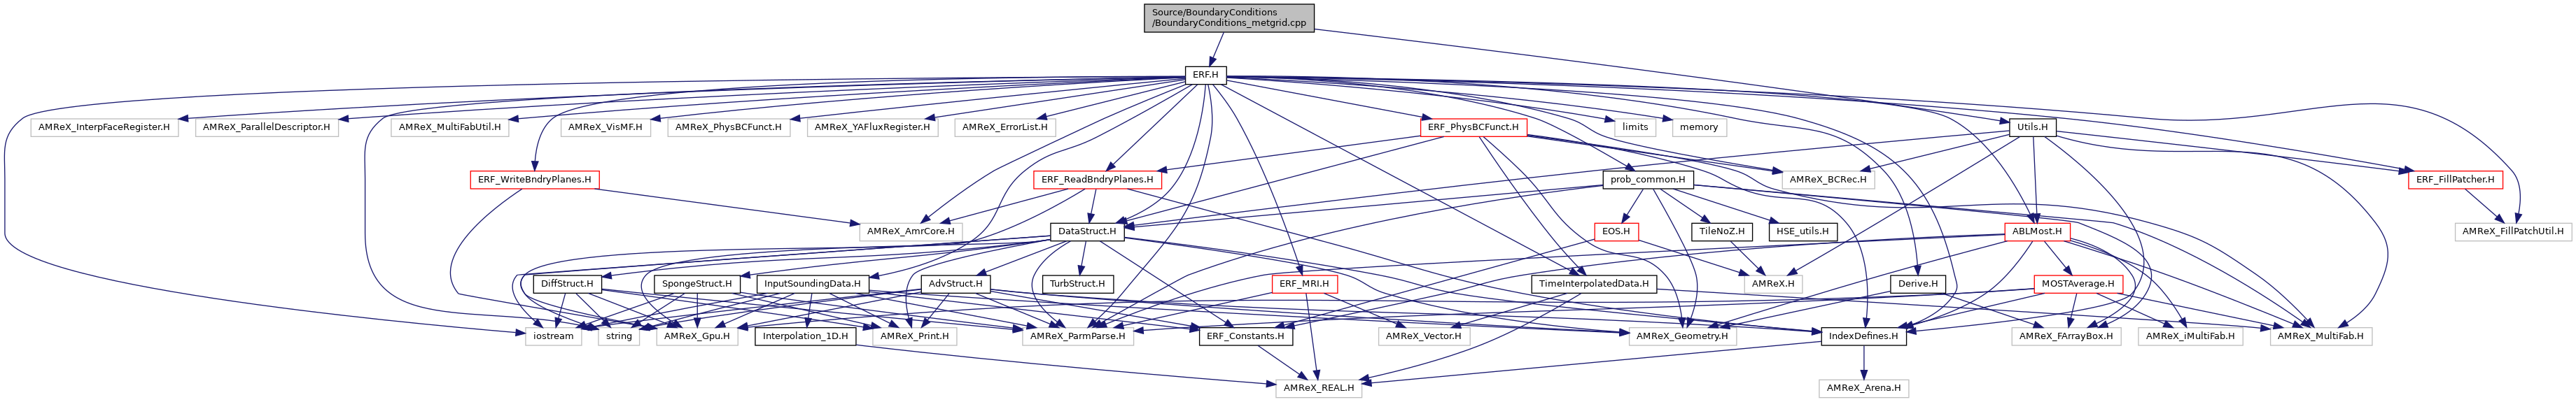 Source/BoundaryConditions
/BoundaryConditions_metgrid.cpp
ERF.H
AMReX_InterpFaceRegister.H
AMReX_ParallelDescriptor.H
AMReX_MultiFabUtil.H
AMReX_VisMF.H
AMReX_PhysBCFunct.H
AMReX_YAFluxRegister.H
AMReX_ErrorList.H
ERF_PhysBCFunct.H
limits
memory
Utils.H
ERF_WriteBndryPlanes.H
ERF_ReadBndryPlanes.H
prob_common.H
AMReX_BCRec.H
ERF_FillPatcher.H
AMReX_AmrCore.H
DataStruct.H
EOS.H
TileNoZ.H
HSE_utils.H
ABLMost.H
AMReX_FillPatchUtil.H
DiffStruct.H
SpongeStruct.H
InputSoundingData.H
AdvStruct.H
TurbStruct.H
ERF_MRI.H
TimeInterpolatedData.H
AMReX.H
Derive.H
MOSTAverage.H
iostream
string
AMReX_Gpu.H
Interpolation_1D.H
AMReX_Print.H
AMReX_ParmParse.H
ERF_Constants.H
AMReX_Vector.H
AMReX_Geometry.H
IndexDefines.H
AMReX_FArrayBox.H
AMReX_iMultiFab.H
AMReX_MultiFab.H
AMReX_REAL.H
AMReX_Arena.H